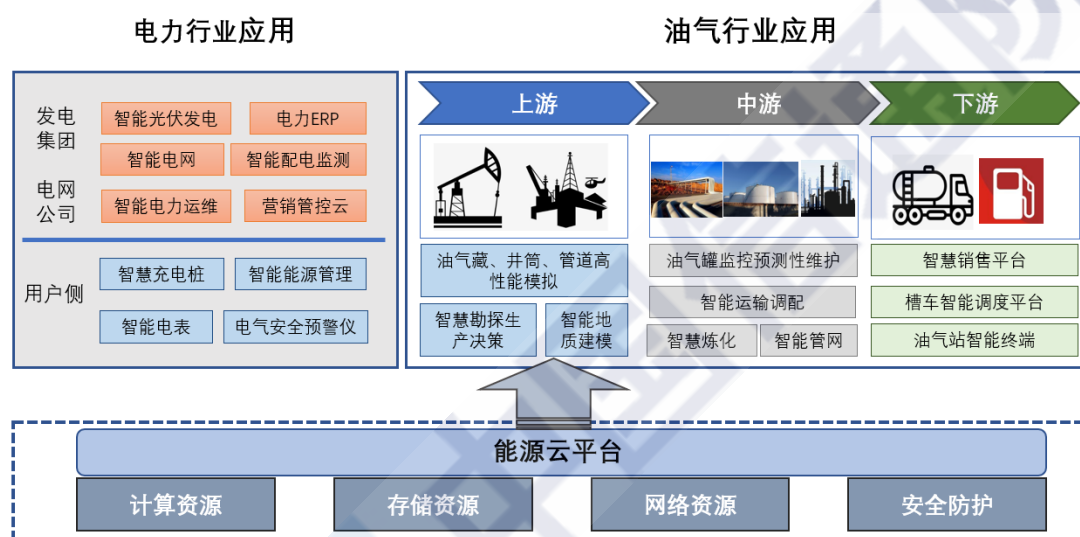 电力行业应用
油气行业应用
发电
集团
电网
公司
智能光伏发电
电力ERP
智能电网
智能配电监测
智能电力运维
营销管控云
用户侧
智慧充电桩
智能能源管理
智能电表
电气安全预警仪
上游
中游
下游
油气藏、井筒、管道高
性能模拟
智慧勘探生
产决策
智能地
质建模
油气罐监控预测性维护
智能运输调配
智慧炼化
智能管网
智慧销售平台
槽车智能调度平台
油气站智能终端
能源云平台
计算资源
存储资源
网络资源
安全防护